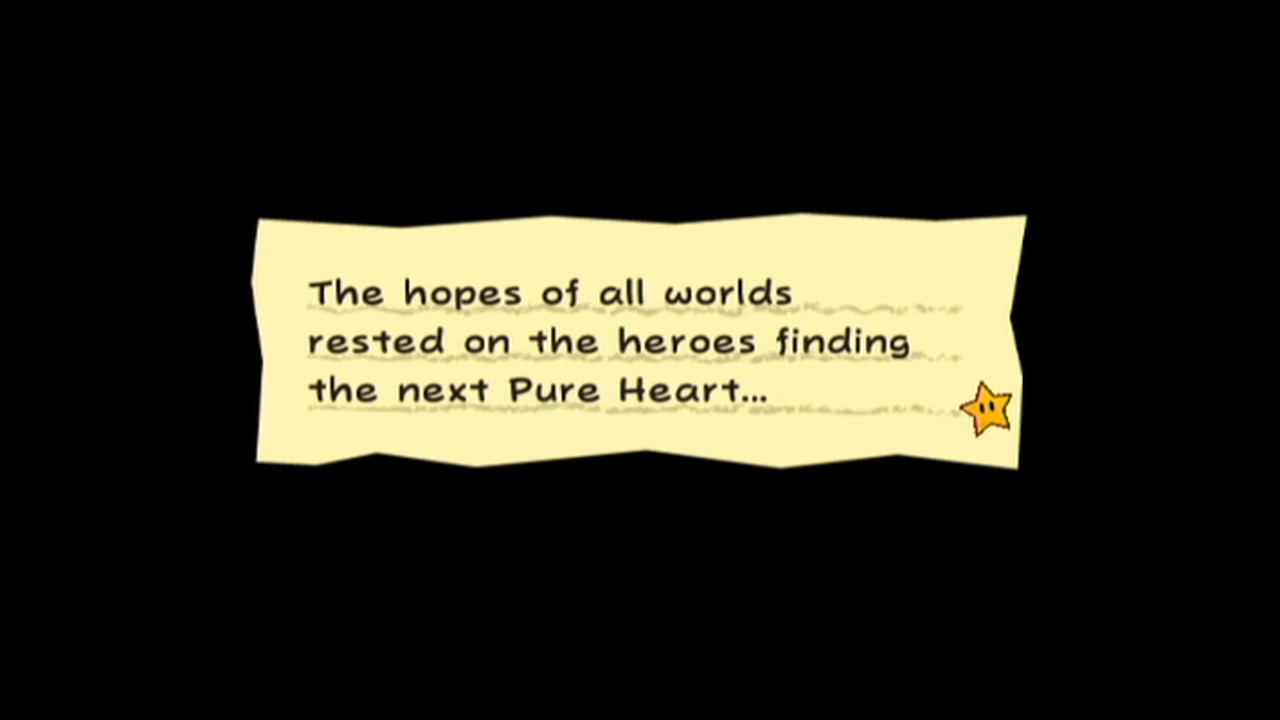 The hopes of all worlds
rested on the heroes finding
the next Pure Heart...